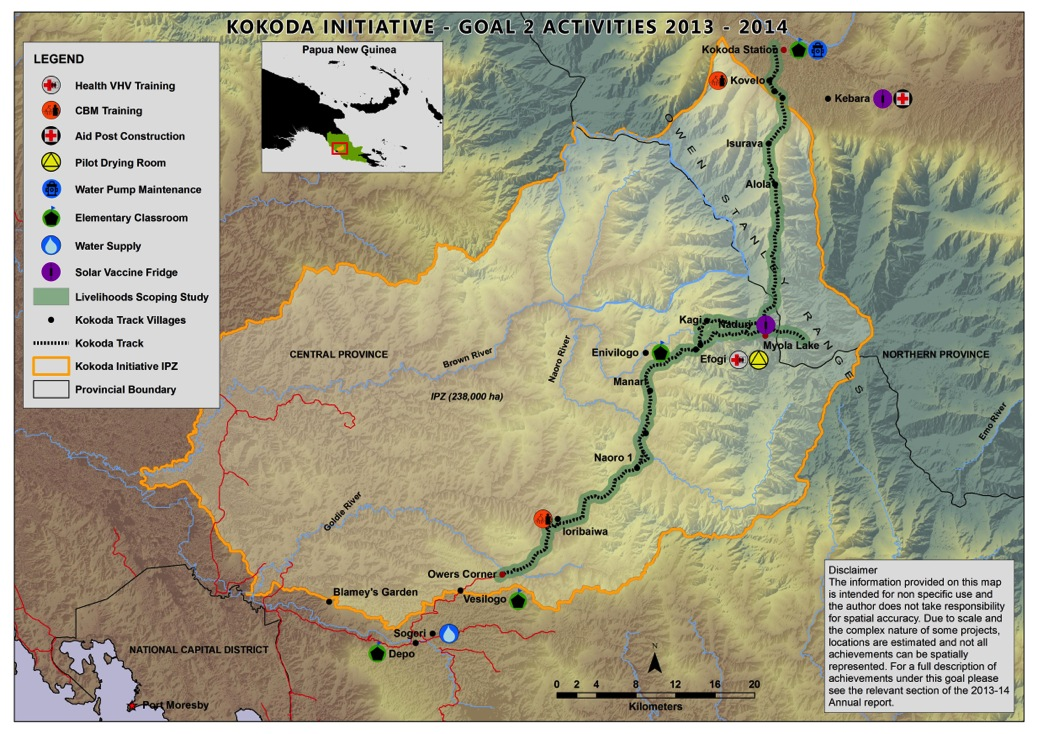 KOKODA INITIATIVE - GOAL 2 ACTIVITIES 2013 - 2014
LEGEND
Health VHV Training
CBM Training
Aid Post Construction
Pilot Drying Room
Water Pump Maintenance
Elementary Classroom
Water Supply
Solar Vaccine Fridge
Livelihoods Scoping Study
Kokoda Track Villages
Kokoda Track
Kokoda Initiative IPZ
Provincial Boundary
Papua New Guinea
Kokoda Station
Kovelo
Kebara
OWEN STANLEY RANGES
Isurava
Alola
Kagi
Naduri
Myola Lake
Enivilogo
Efogi
Manari
CENTRAL PROVINCE
Brown River
Naoro River
NORTHERN PROVINCE
IPZ (238,000 ha)
Emo River
Naoro 1
Goldie River
Ioribaiwa
Owers Corner
Blamey's Garden
Vesilogo
Sogeri
Depo
NATIONAL CAPITAL DISTRICT
Port Moresby
N
0 2 4 8 12 16 20
Kilometers
Disclaimer
The information provided on this map
is intended for non specific use and
the author does not take responsibility
for spatial accuracy. Due to scale and
the complex nature of some projects,
locations are estimated and not all
achievements can be spatially
represented. For a full description of
achievements under this goal please
see the relevant section of the 2013-14
Annual report.